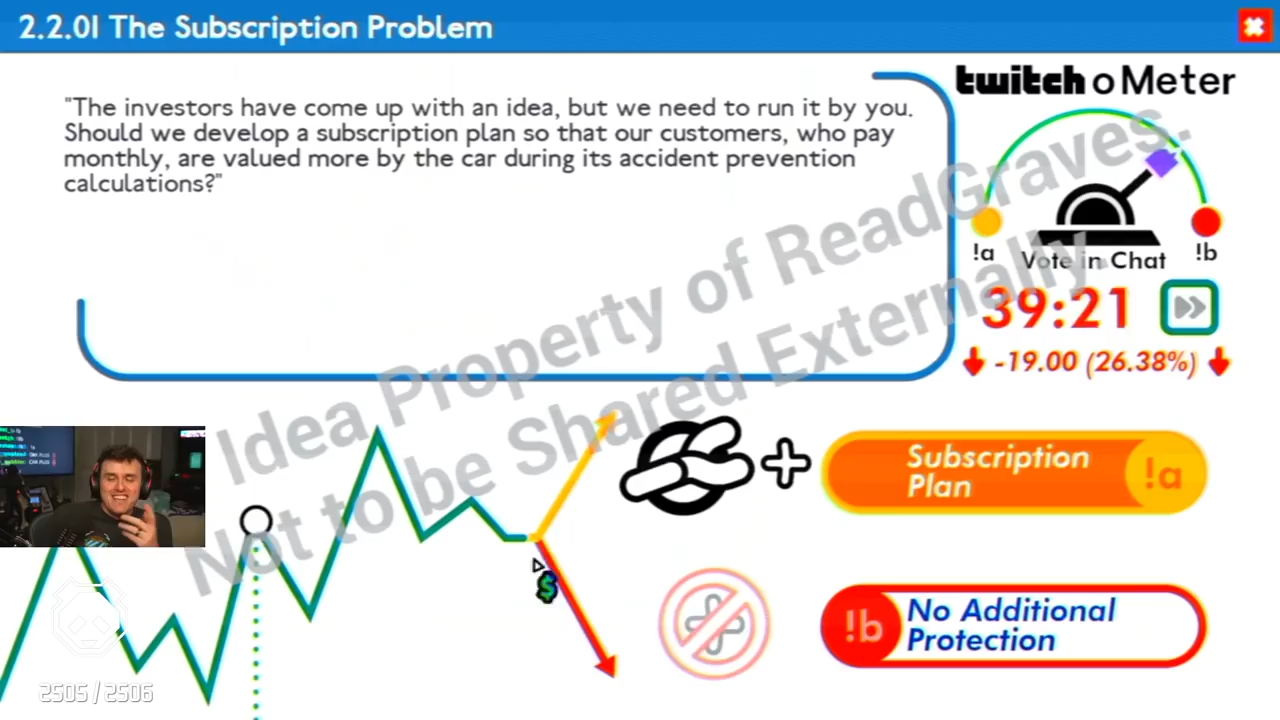 2.2.01 The Subscription Problem
"The investors have come up with an idea, but we need to run it by you.
Should we develop a subscription plan so that our customers, who pay
monthly, are valued more by the car during its accident prevention
calculations?"
twitch o Meter
!a
Vote in Chat
!b
39:21
-19.00 (26.38%)
Idea Property of ReadGraves.
Not to be Shared Externally.
Subscription
Plan
!a
!b
No Additional
Protection
$
2505 / 2506